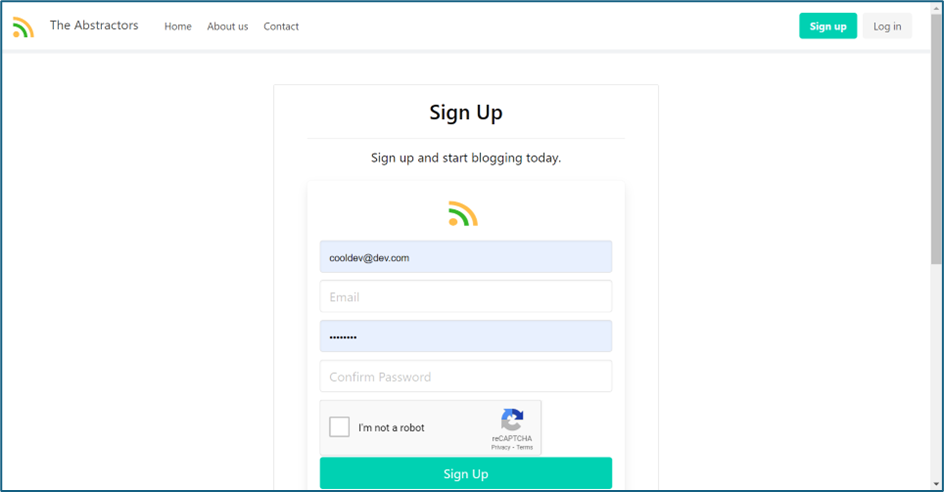 The Abstractors Home About us Contact Sign up Log in
Sign Up
Sign up and start blogging today.
cooldev@dev.com
Email
••••••••
Confirm Password
I'm not a robot
reCAPTCHA
Privacy - Terms
Sign Up